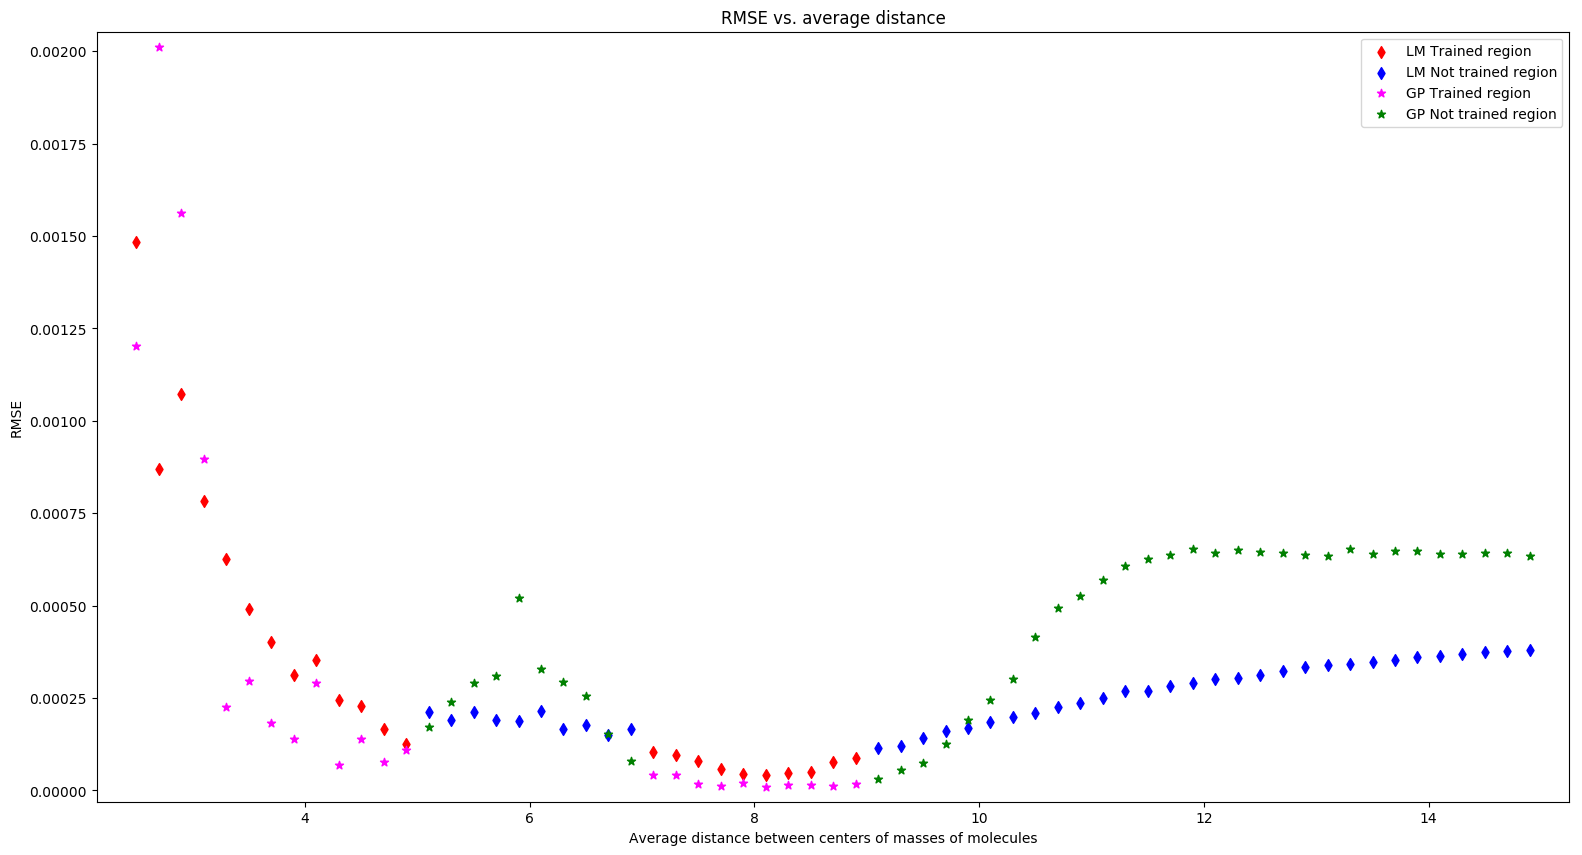 RMSE vs. average distance
LM Trained region
LM Not trained region
GP Trained region
GP Not trained region
0.00200
0.00175
0.00150
0.00125
0.00100
0.00075
0.00050
0.00025
0.00000
RMSE
4 6 8 10 12 14
Average distance between centers of masses of molecules